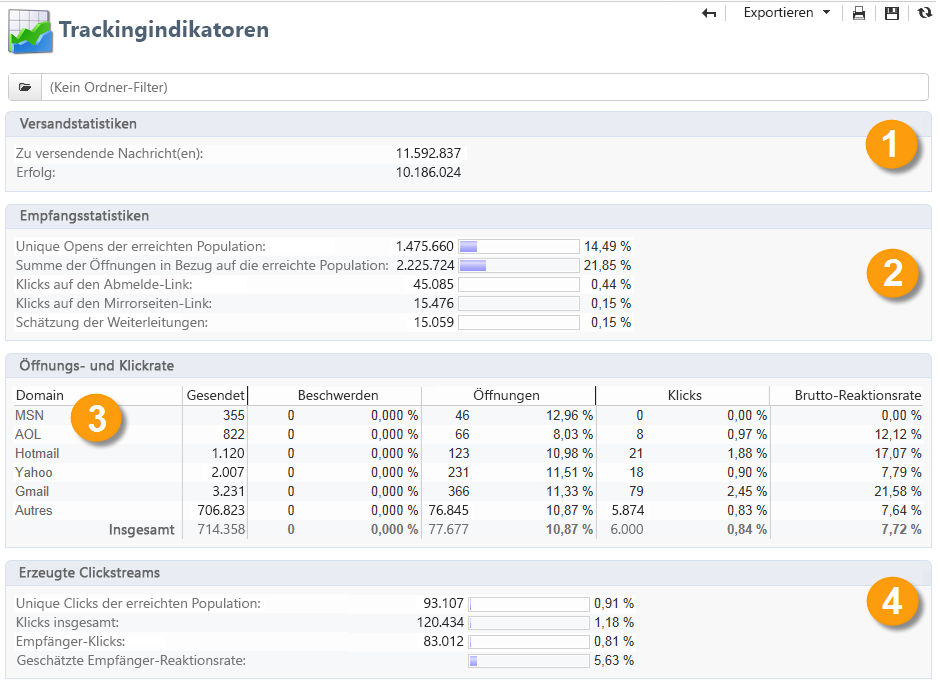 Exportieren
Trackingindikatoren
(Kein Ordner-Filter)
Versandstatistiken
1
Zu versendende Nachricht(en): 11.592.837
Erfolg: 10.186.024
Empfangsstatistiken
2
Unique Opens der erreichten Population: 1.475.660 14,49 %
Summe der Öffnungen in Bezug auf die erreichte Population: 2.225.724 21,85 %
Klicks auf den Abmelde-Link: 45.085 0,44 %
Klicks auf den Mirrorseiten-Link: 15.476 0,15 %
Schätzung der Weiterleitungen: 15.059 0,15 %
Öffnungs- und Klickrate
Domain Gesendet Beschwerden Öffnungen Klicks Brutto-Reaktionsrate
3
MSN 355 0 0,000 % 46 12,96 % 0 0,00 % 0,00 %
AOL 822 0 0,000 % 66 8,03 % 8 0,97 % 12,12 %
Hotmail 1.120 0 0,000 % 123 10,98 % 21 1,88 % 17,07 %
Yahoo 2.007 0 0,000 % 231 11,51 % 18 0,90 % 7,79 %
Gmail 3.231 0 0,000 % 366 11,33 % 79 2,45 % 21,58 %
Autres 706.823 0 0,000 % 76.845 10,87 % 5.874 0,83 % 7,64 %
Insgesamt 714.358 0 0,000 % 77.677 10,87 % 6.000 0,84 % 7,72 %
Erzeugte Clickstreams
4
Unique Clicks der erreichten Population: 93.107 0,91 %
Klicks insgesamt: 120.434 1,18 %
Empfänger-Klicks: 83.012 0,81 %
Geschätzte Empfänger-Reaktionsrate: 5,63 %